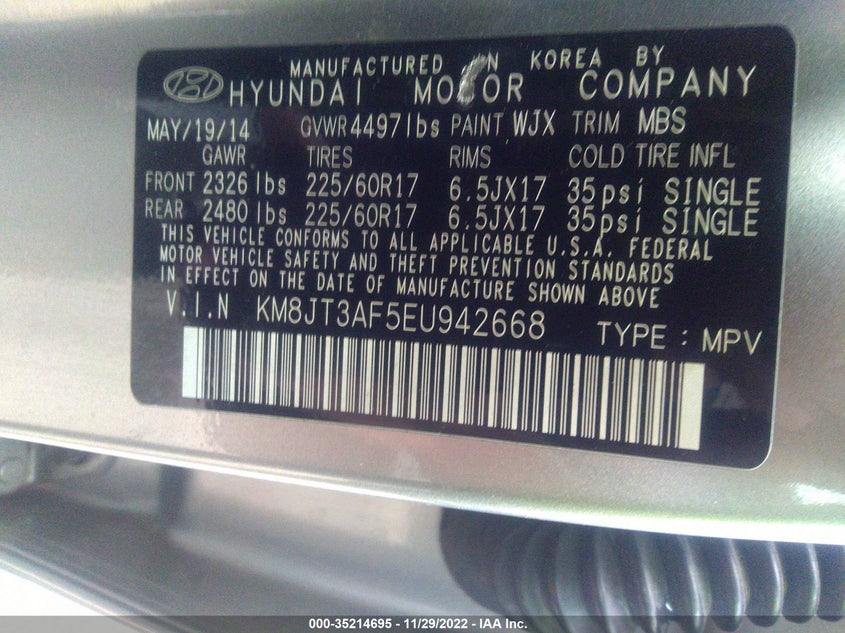 MANUFACTURED IN KOREA BY
HYUNDAI MOTOR COMPANY
MAY/19/14 GVWR 4497lbs PAINT WJX TRIM MBS
GAWR TIRES RIMS COLD TIRE INFL
FRONT 2326 lbs 225/60R17 6.5JX17 35psi SINGLE
REAR 2480 lbs 225/60R17 6.5JX17 35psi SINGLE
THIS VEHICLE CONFORMS TO ALL APPLICABLE U.S.A. FEDERAL
MOTOR VEHICLE SAFETY AND THEFT PREVENTION STANDARDS
IN EFFECT ON THE DATE OF MANUFACTURE SHOWN ABOVE
V.I.N KM8JT3AF5EU942668 TYPE : MPV
000-35214695 - 11/29/2022 - IAA Inc.